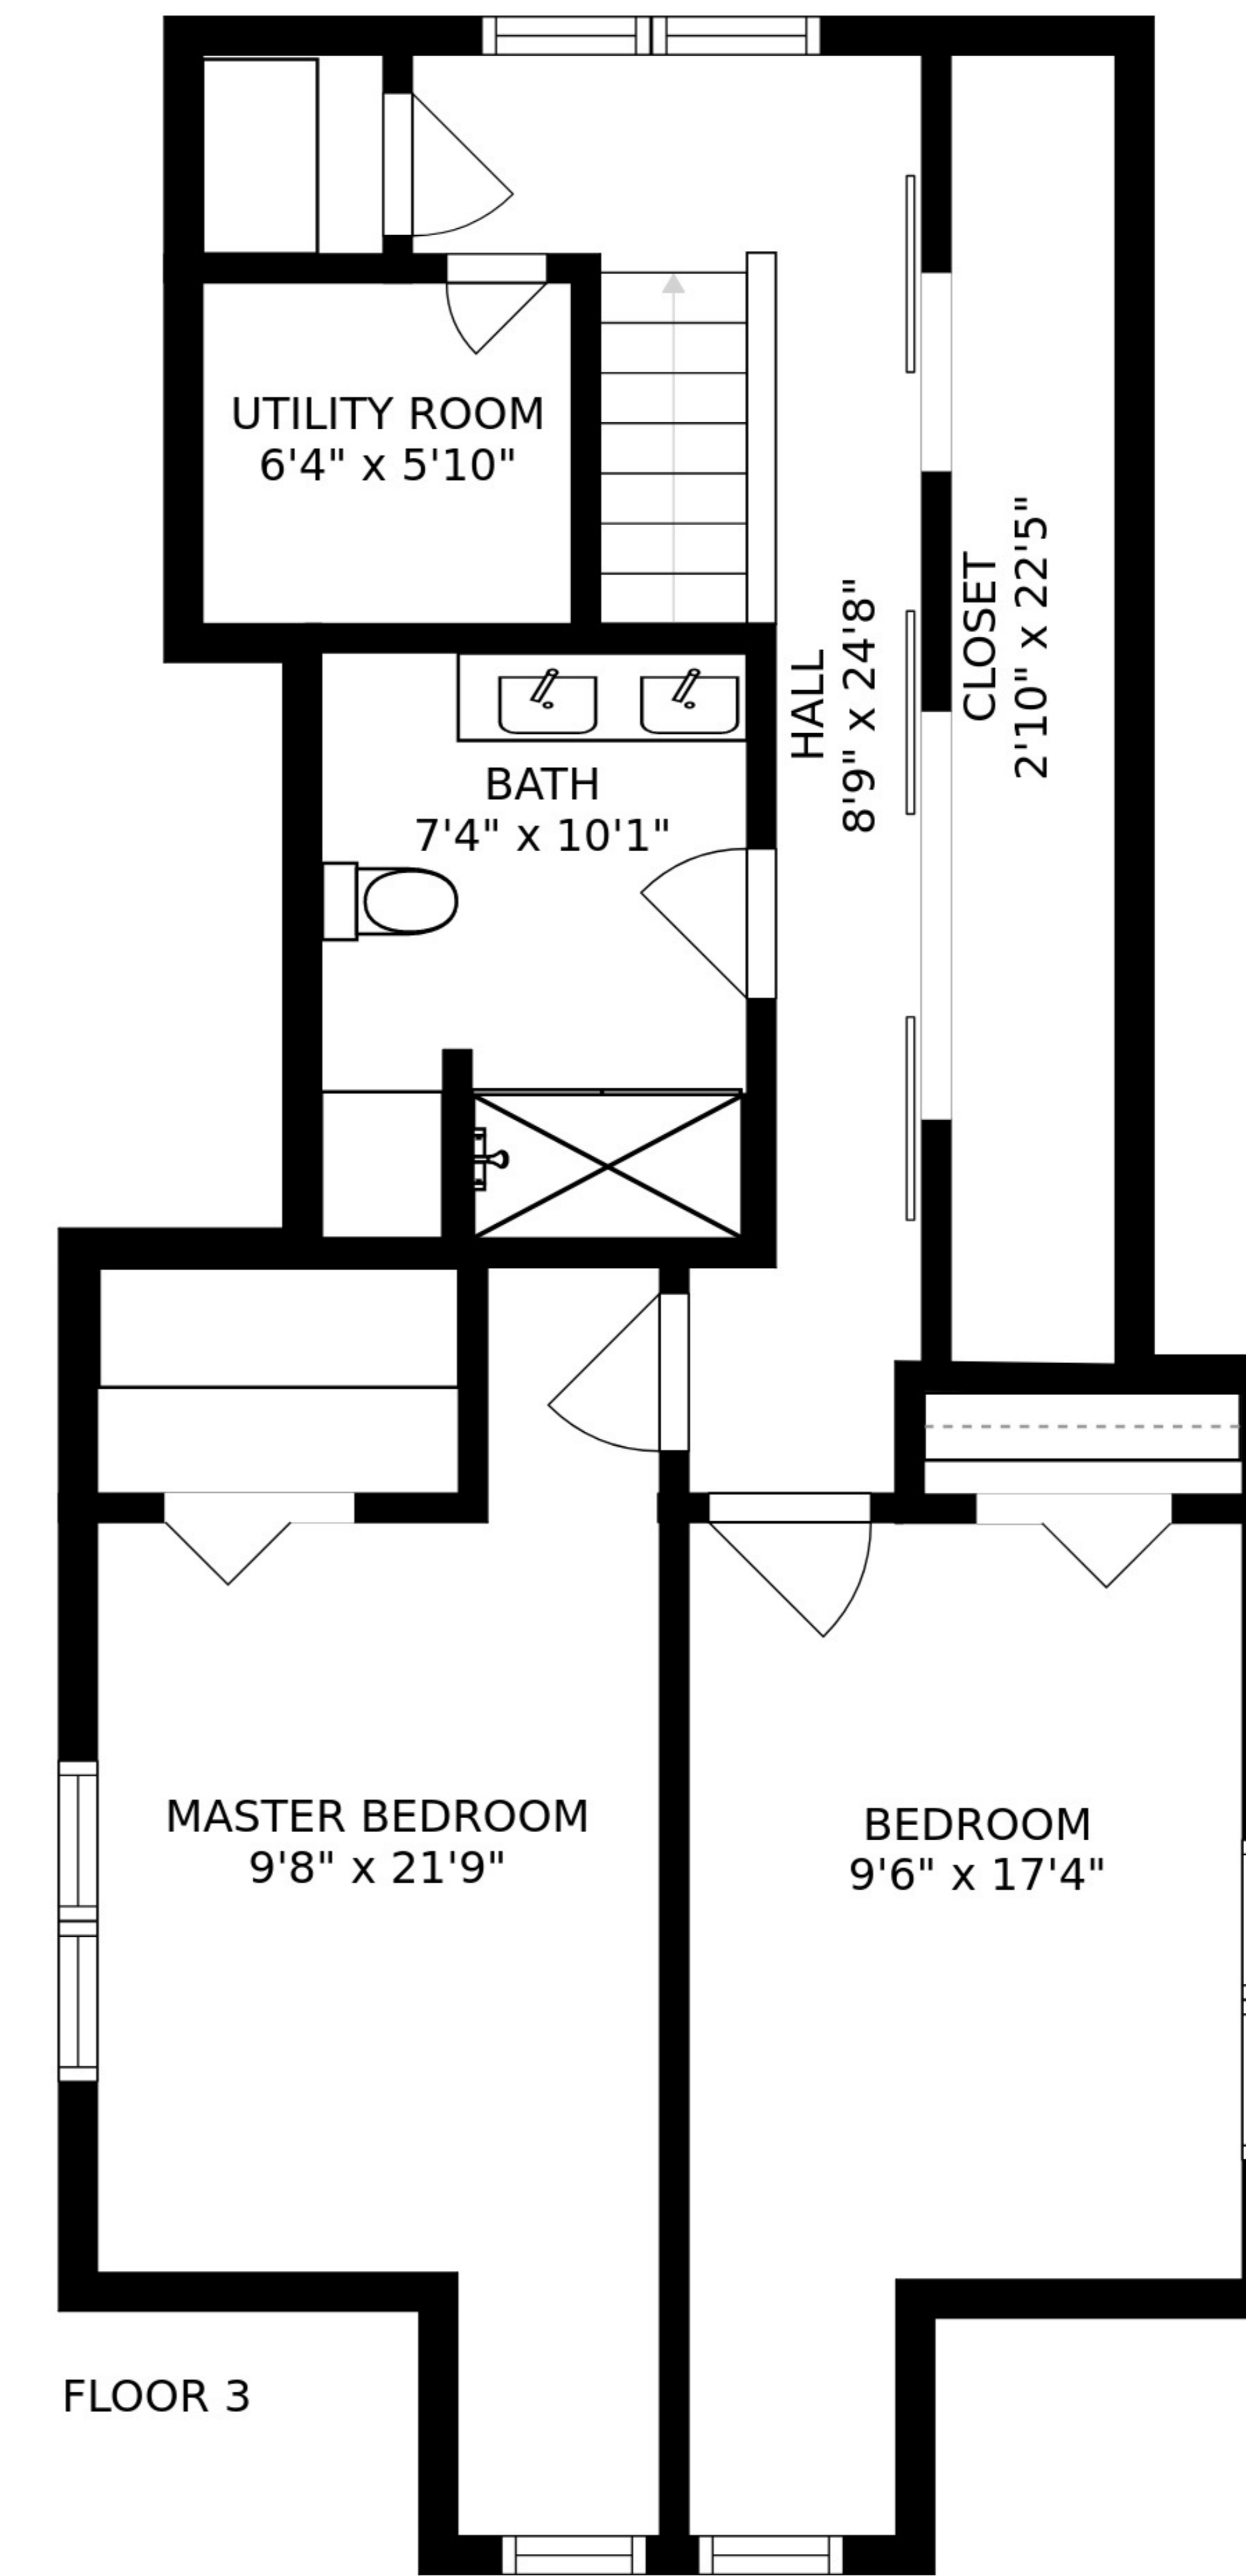 UTILITY ROOM
6'4" x 5'10"
HALL
8'9" x 24'8"
CLOSET
2'10" x 22'5"
BATH
7'4" x 10'1"
MASTER BEDROOM
9'8" x 21'9"
BEDROOM
9'6" x 17'4"
FLOOR 3